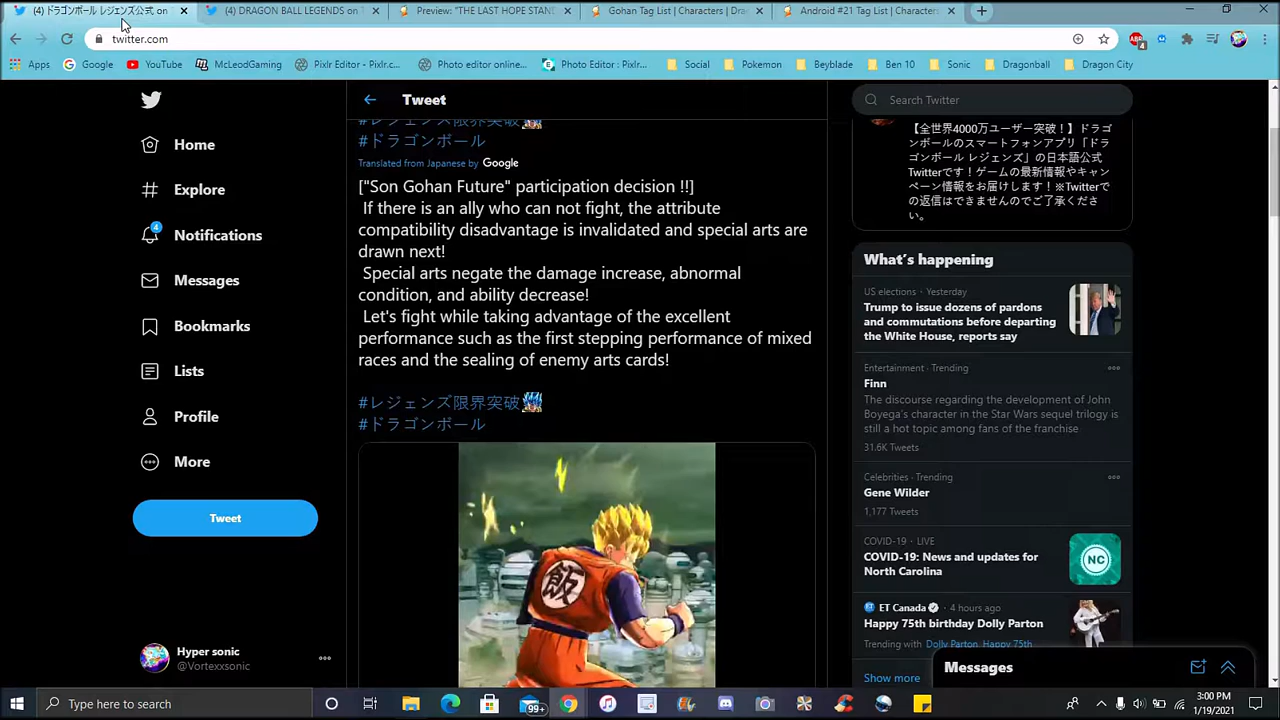 (4) ドラゴンボール レジェンズ公式 on
(4) DRAGON BALL LEGENDS on T
Preview: "THE LAST HOPE STAN
Gohan Tag List | Characters | Dra
Android #21 Tag List | Characters
twitter.com
4
Apps
Google
YouTube
McLeodGaming
Pixlr Editor - Pixlr.c...
Photo editor online...
Photo Editor : Pixlr...
Social
Pokemon
Beyblade
Ben 10
Sonic
Dragonball
Dragon City
Home
Explore
4
Notifications
Messages
Bookmarks
Lists
Profile
More
Tweet
Hyper sonic
@Vortexxsonic
Tweet
#レジェンズ限界突破
#ドラゴンボール
Translated from Japanese by Google
["Son Gohan Future" participation decision !!]
If there is an ally who can not fight, the attribute
compatibility disadvantage is invalidated and special arts are
drawn next!
Special arts negate the damage increase, abnormal
condition, and ability decrease!
Let's fight while taking advantage of the excellent
performance such as the first stepping performance of mixed
races and the sealing of enemy arts cards!
#レジェンズ限界突破
#ドラゴンボール
飯
Search Twitter
【全世界4000万ユーザー突破！】ドラゴ
ンボールのスマートフォンアプリ「ドラ
ゴンボール レジェンズ」の日本語公式
Twitterです！ゲームの最新情報やキャン
ペーン情報をお届けします！※Twitterで
の返信はできませんのでご了承くださ
い。
What's happening
US elections · Yesterday
Trump to issue dozens of pardons
and commutations before departing
the White House, reports say
Entertainment · Trending
Finn
The discourse regarding the development of John
Boyega's character in the Star Wars sequel trilogy is
still a hot topic among fans of the franchise
31.6K Tweets
Celebrities · Trending
Gene Wilder
1,177 Tweets
COVID-19 · LIVE
COVID-19: News and updates for
North Carolina
NC
ET Canada · 4 hours ago
Happy 75th birthday Dolly Parton
Trending with Dolly Parton, Happy 75th
Show more
Messages
Type here to search
99+
3:00 PM
1/19/2021